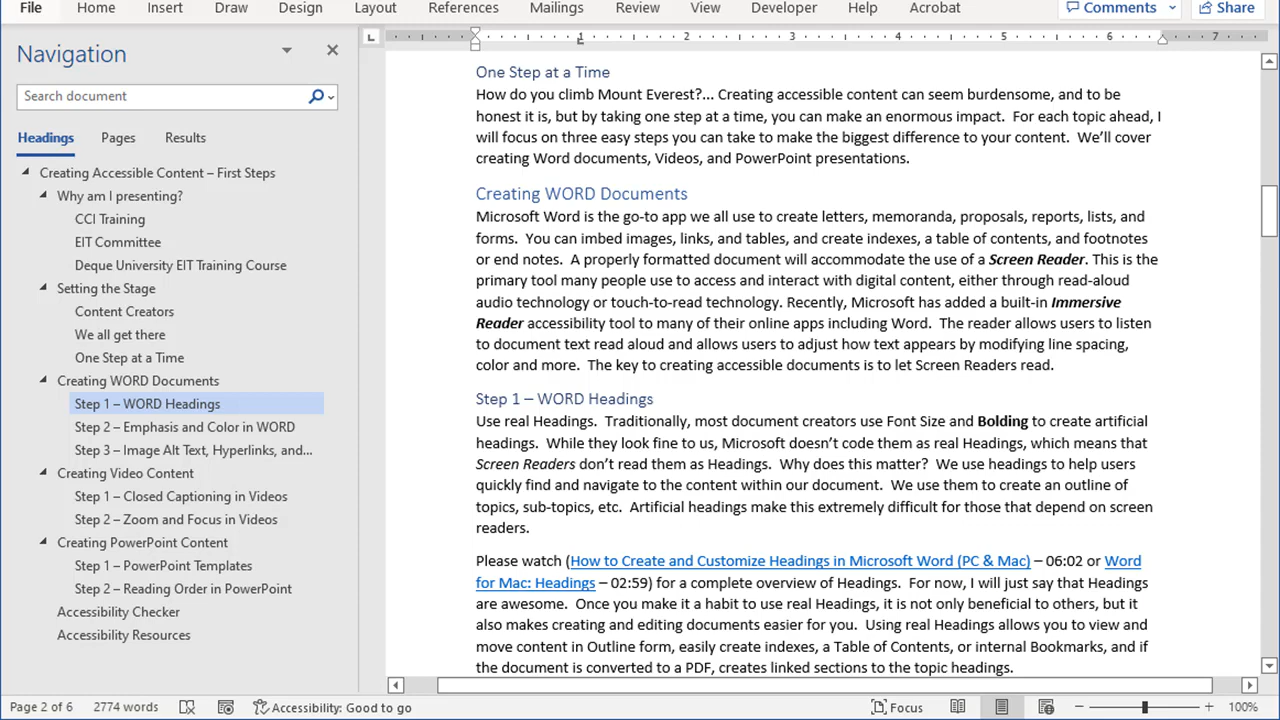 File Home Insert Draw Design Layout References Mailings Review View Developer Help Acrobat Comments Share
Navigation
Search document
Headings Pages Results
Creating Accessible Content – First Steps
Why am I presenting?
CCI Training
EIT Committee
Deque University EIT Training Course
Setting the Stage
Content Creators
We all get there
One Step at a Time
Creating WORD Documents
Step 1 – WORD Headings
Step 2 – Emphasis and Color in WORD
Step 3 – Image Alt Text, Hyperlinks, and...
Creating Video Content
Step 1 – Closed Captioning in Videos
Step 2 – Zoom and Focus in Videos
Creating PowerPoint Content
Step 1 – PowerPoint Templates
Step 2 – Reading Order in PowerPoint
Accessibility Checker
Accessibility Resources
1 2 3 4 5 6 7
One Step at a Time
How do you climb Mount Everest?... Creating accessible content can seem burdensome, and to be
honest it is, but by taking one step at a time, you can make an enormous impact. For each topic ahead, I
will focus on three easy steps you can take to make the biggest difference to your content. We'll cover
creating Word documents, Videos, and PowerPoint presentations.
Creating WORD Documents
Microsoft Word is the go-to app we all use to create letters, memoranda, proposals, reports, lists, and
forms. You can imbed images, links, and tables, and create indexes, a table of contents, and footnotes
or end notes. A properly formatted document will accommodate the use of a Screen Reader. This is the
primary tool many people use to access and interact with digital content, either through read-aloud
audio technology or touch-to-read technology. Recently, Microsoft has added a built-in Immersive
Reader accessibility tool to many of their online apps including Word. The reader allows users to listen
to document text read aloud and allows users to adjust how text appears by modifying line spacing,
color and more. The key to creating accessible documents is to let Screen Readers read.
Step 1 – WORD Headings
Use real Headings. Traditionally, most document creators use Font Size and Bolding to create artificial
headings. While they look fine to us, Microsoft doesn't code them as real Headings, which means that
Screen Readers don't read them as Headings. Why does this matter? We use headings to help users
quickly find and navigate to the content within our document. We use them to create an outline of
topics, sub-topics, etc. Artificial headings make this extremely difficult for those that depend on screen
readers.
Please watch (How to Create and Customize Headings in Microsoft Word (PC & Mac) – 06:02 or Word
for Mac: Headings – 02:59) for a complete overview of Headings. For now, I will just say that Headings
are awesome. Once you make it a habit to use real Headings, it is not only beneficial to others, but it
also makes creating and editing documents easier for you. Using real Headings allows you to view and
move content in Outline form, easily create indexes, a Table of Contents, or internal Bookmarks, and if
the document is converted to a PDF, creates linked sections to the topic headings.
Page 2 of 6 2774 words Accessibility: Good to go Focus 100%